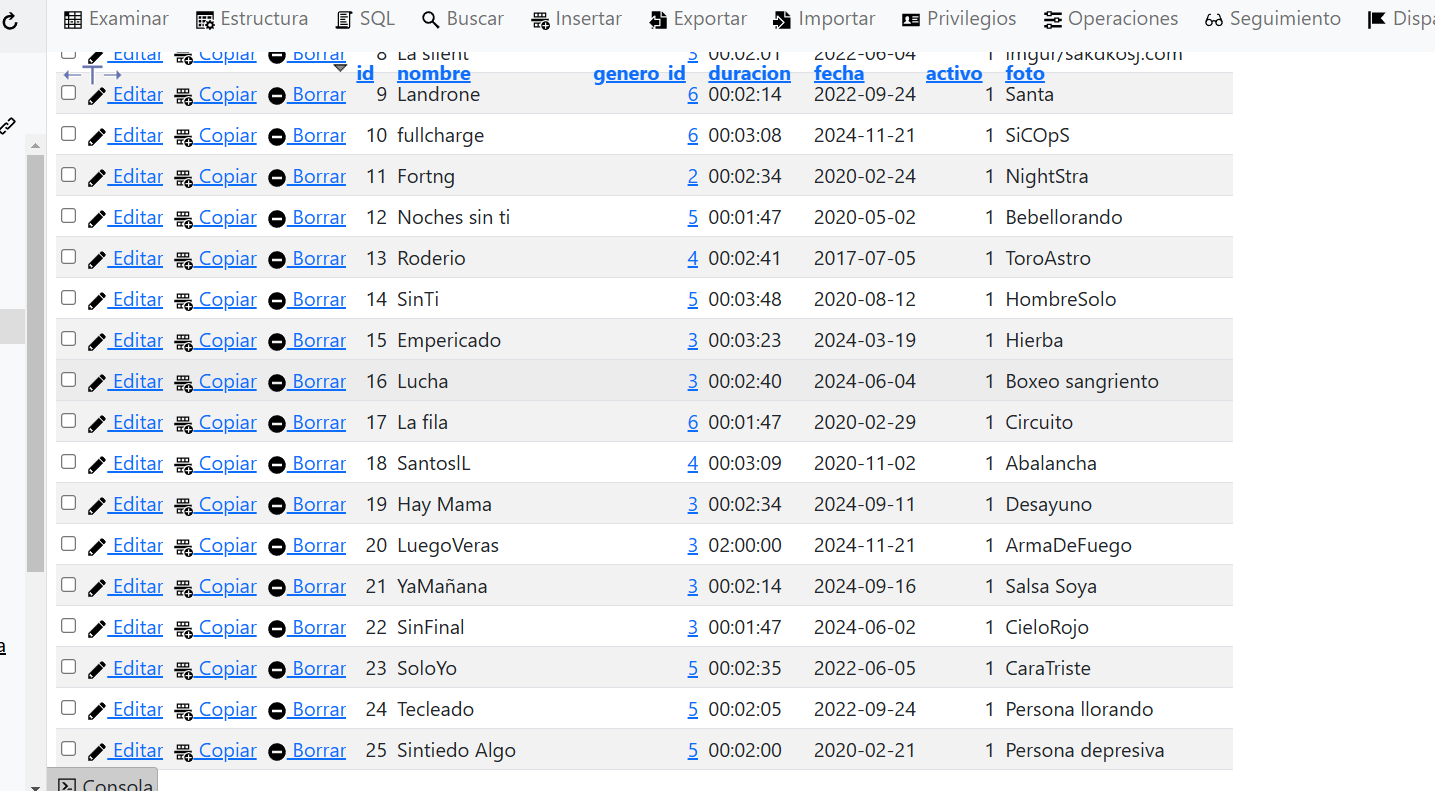 Examinar Estructura SQL Buscar Insertar Exportar Importar Privilegios Operaciones Seguimiento Dispa
Editar Copiar Borrar 8 La silent 3 00:02:01 2022-06-04 1 imgur/sakdkosj.com
id nombre genero_id duracion fecha activo foto
Editar Copiar Borrar 9 Landrone 6 00:02:14 2022-09-24 1 Santa
Editar Copiar Borrar 10 fullcharge 6 00:03:08 2024-11-21 1 SiCOpS
Editar Copiar Borrar 11 Fortng 2 00:02:34 2020-02-24 1 NightStra
Editar Copiar Borrar 12 Noches sin ti 5 00:01:47 2020-05-02 1 Bebellorando
Editar Copiar Borrar 13 Roderio 4 00:02:41 2017-07-05 1 ToroAstro
Editar Copiar Borrar 14 SinTi 5 00:03:48 2020-08-12 1 HombreSolo
Editar Copiar Borrar 15 Empericado 3 00:03:23 2024-03-19 1 Hierba
Editar Copiar Borrar 16 Lucha 3 00:02:40 2024-06-04 1 Boxeo sangriento
Editar Copiar Borrar 17 La fila 6 00:01:47 2020-02-29 1 Circuito
Editar Copiar Borrar 18 SantoslL 4 00:03:09 2020-11-02 1 Abalancha
Editar Copiar Borrar 19 Hay Mama 3 00:02:34 2024-09-11 1 Desayuno
Editar Copiar Borrar 20 LuegoVeras 3 02:00:00 2024-11-21 1 ArmaDeFuego
Editar Copiar Borrar 21 YaMañana 3 00:02:14 2024-09-16 1 Salsa Soya
Editar Copiar Borrar 22 SinFinal 3 00:01:47 2024-06-02 1 CieloRojo
Editar Copiar Borrar 23 SoloYo 5 00:02:35 2022-06-05 1 CaraTriste
Editar Copiar Borrar 24 Tecleado 5 00:02:05 2022-09-24 1 Persona llorando
Editar Copiar Borrar 25 Sintiedo Algo 5 00:02:00 2020-02-21 1 Persona depresiva
Consola